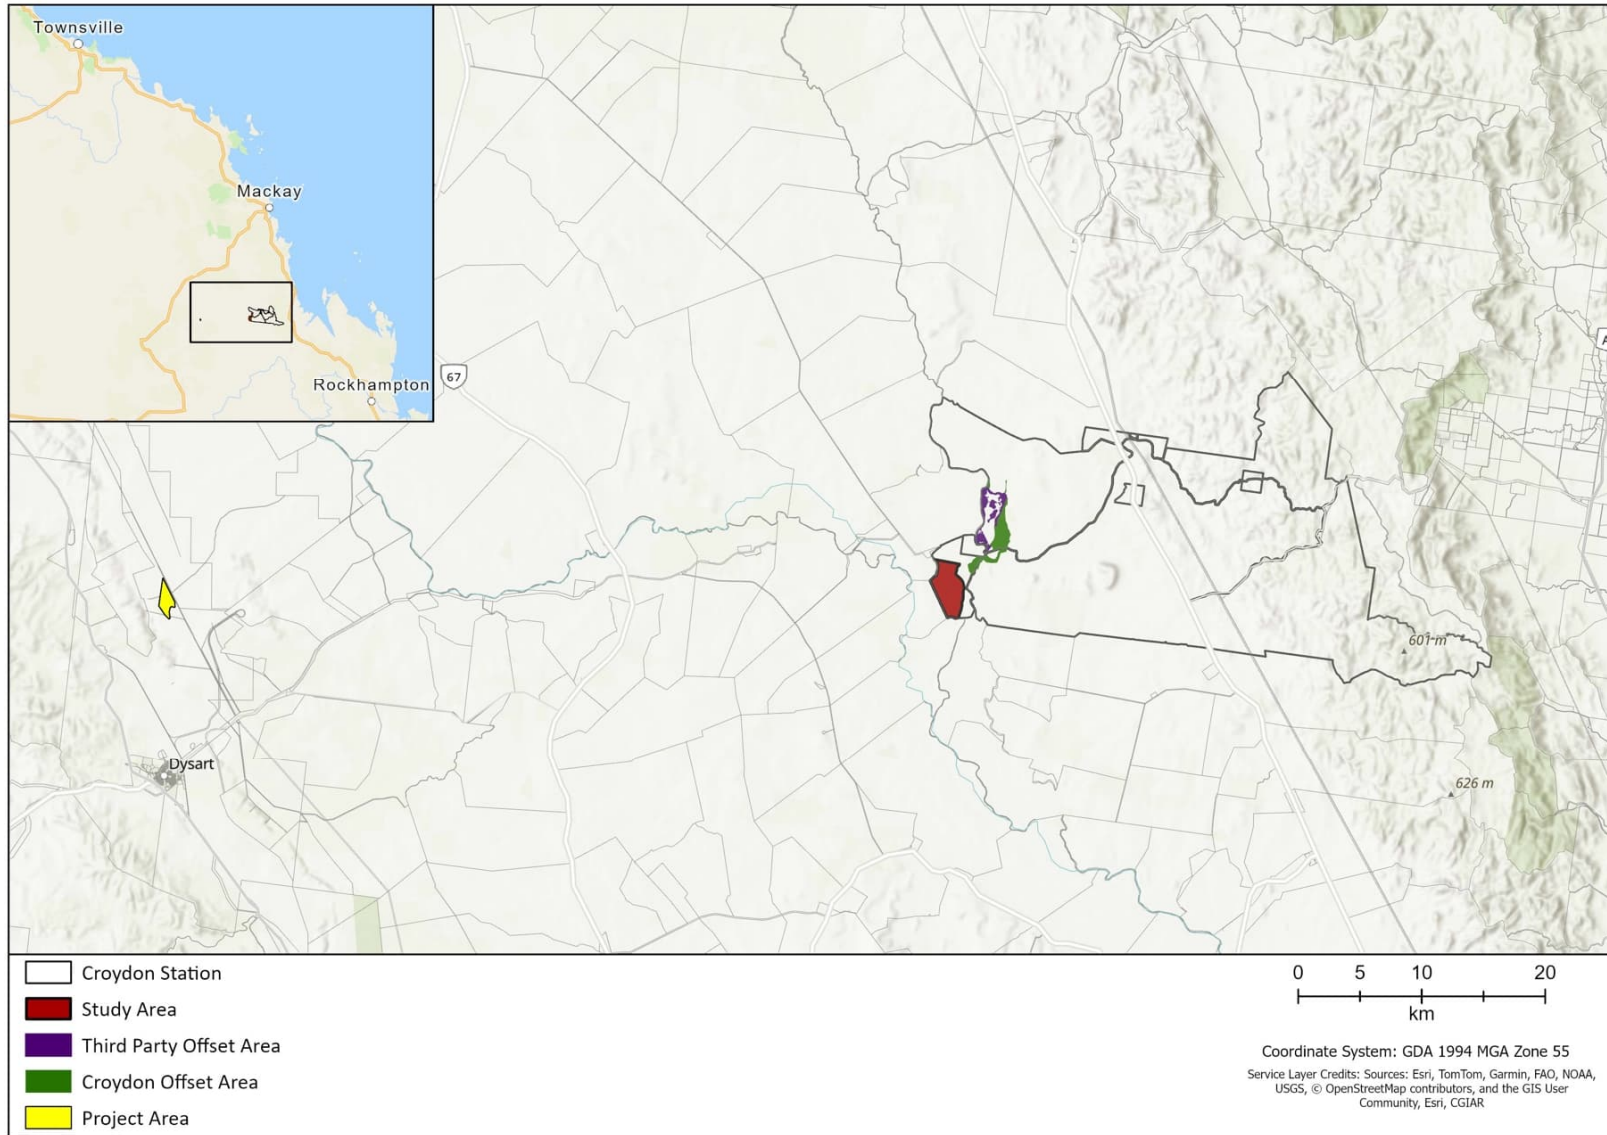 Townsville
Mackay
Rockhampton
67
A
601 m
626 m
Dysart
Croydon Station
Study Area
Third Party Offset Area
Croydon Offset Area
Project Area
0 5 10 20
km
Coordinate System: GDA 1994 MGA Zone 55
Service Layer Credits: Sources: Esri, TomTom, Garmin, FAO, NOAA,
USGS, © OpenStreetMap contributors, and the GIS User
Community, Esri, CGIAR